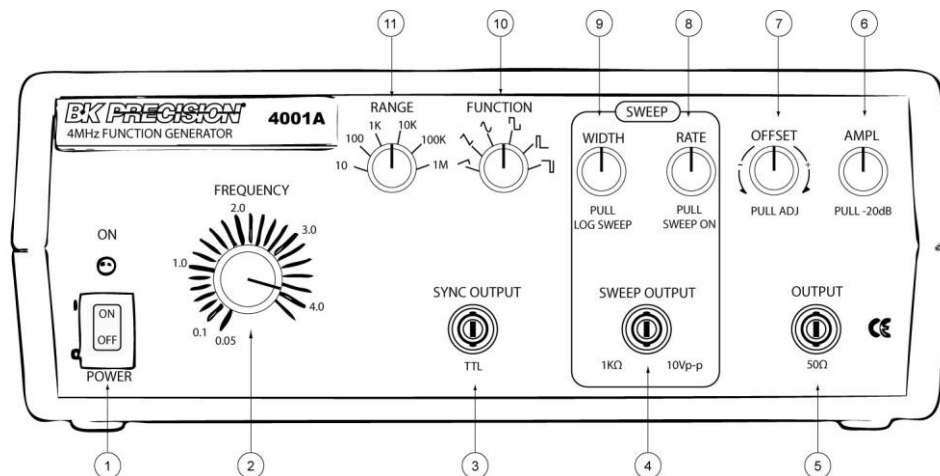 11
10
9
8
7
6
BK PRECISION®
4MHz FUNCTION GENERATOR
4001A
RANGE
10
100
1K
10K
100K
1M
FUNCTION
SWEEP
WIDTH
PULL
LOG SWEEP
RATE
PULL
SWEEP ON
OFFSET
- +
PULL ADJ
AMPL
PULL -20dB
FREQUENCY
0.05
0.1
1.0
2.0
3.0
4.0
ON
ON
OFF
POWER
SYNC OUTPUT
TTL
SWEEP OUTPUT
1KΩ 10Vp-p
OUTPUT
50Ω
CE
1
2
3
4
5